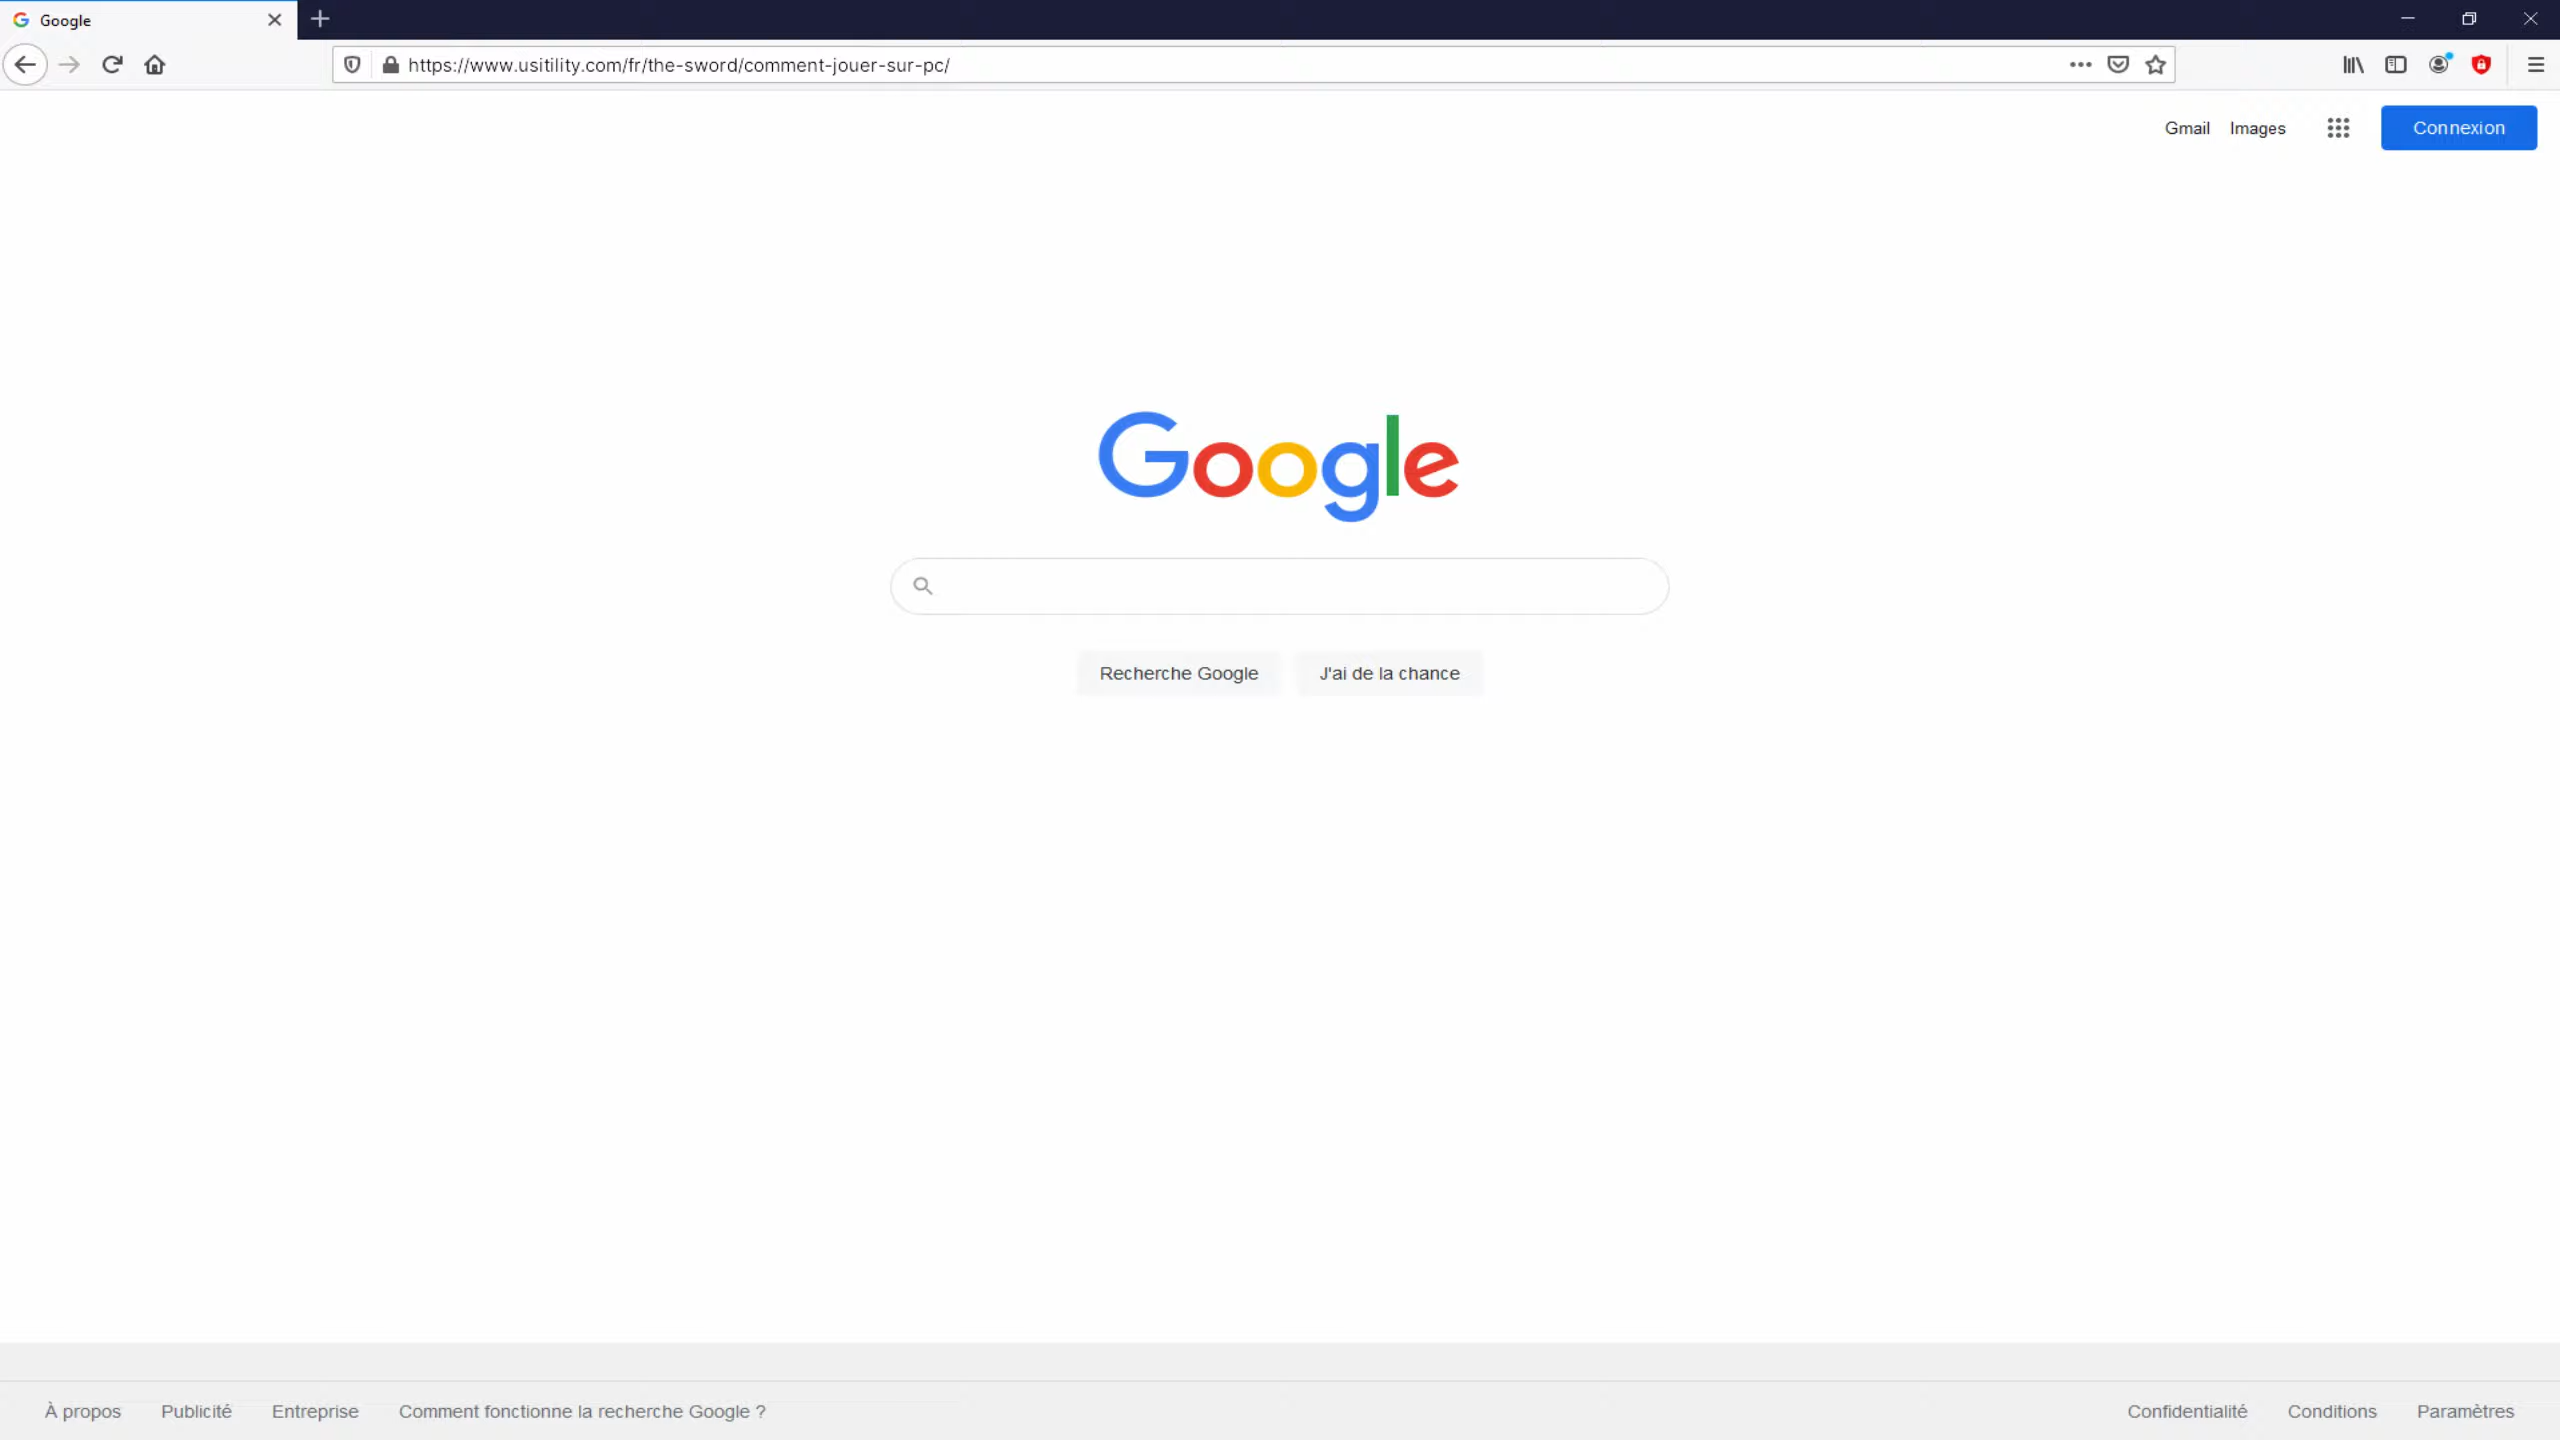 Google
https://www.usitility.com/fr/the-sword/comment-jouer-sur-pc/
Gmail Images Connexion
Google
Recherche Google J'ai de la chance
À propos Publicité Entreprise Comment fonctionne la recherche Google ? Confidentialité Conditions Paramètres